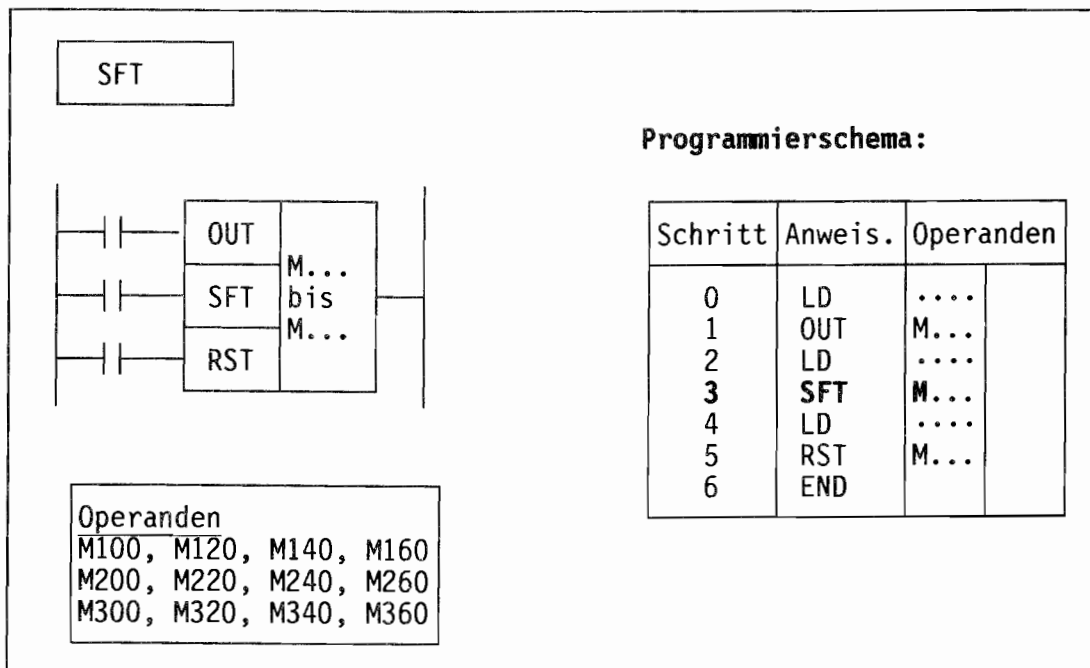 SFT
Programmierschema:
OUT
SFT
RST
M...
bis
M...
Schritt Anweis. Operanden
0 LD ....
1 OUT M...
2 LD ....
3 SFT M...
4 LD ....
5 RST M...
6 END
Operanden
M100, M120, M140, M160
M200, M220, M240, M260
M300, M320, M340, M360